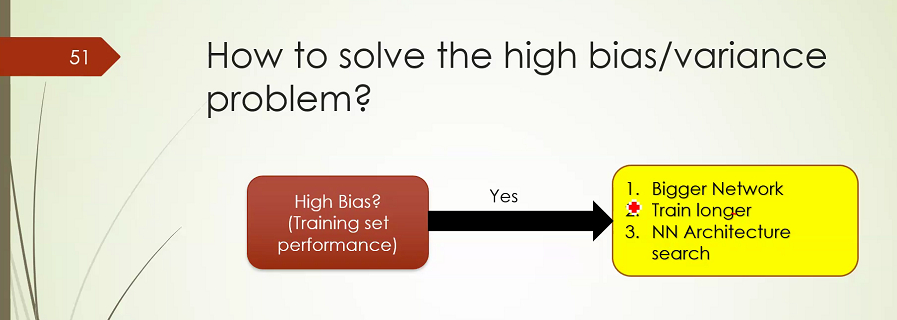 51
How to solve the high bias/variance
problem?
High Bias?
(Training set
performance)
Yes
1. Bigger Network
2. Train longer
3. NN Architecture
search